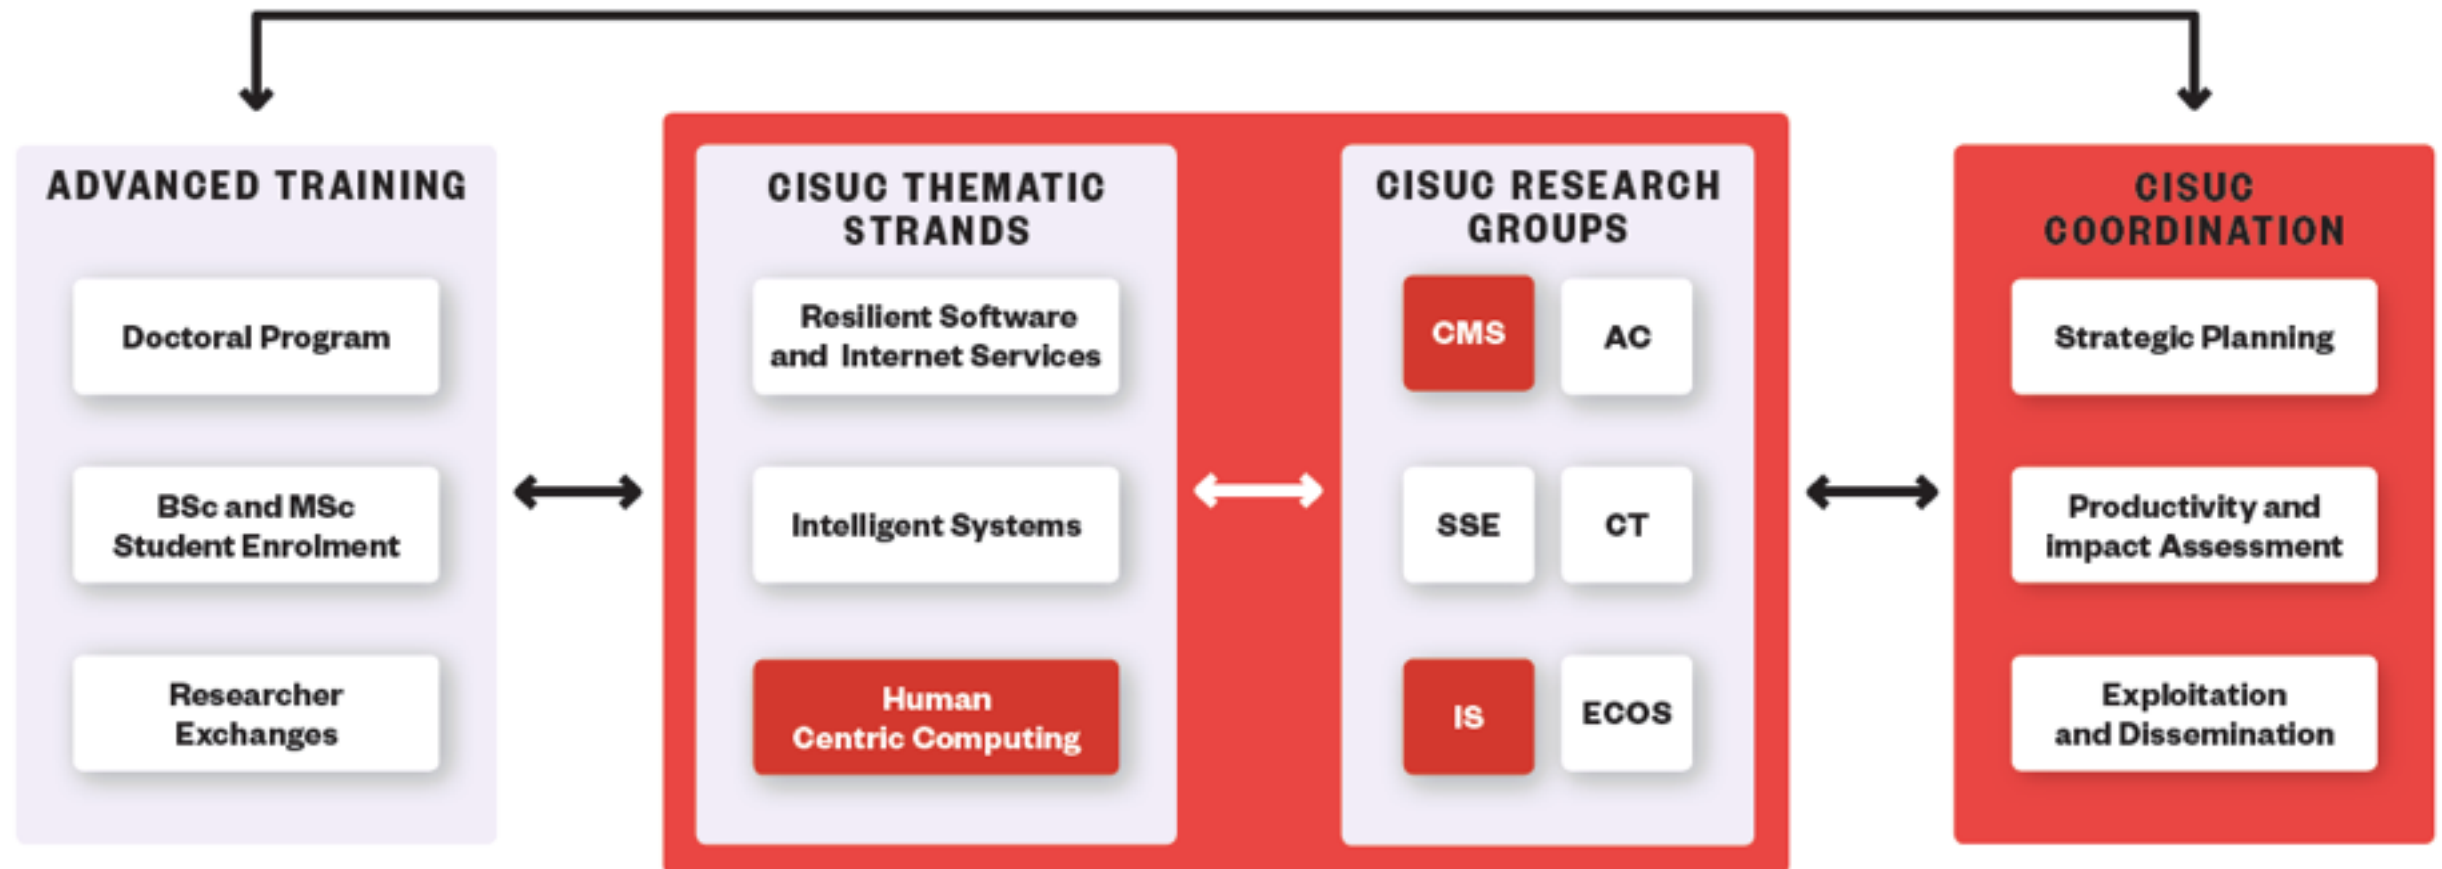 ADVANCED TRAINING
Doctoral Program
BSc and MSc
Student Enrolment
Researcher
Exchanges
CISUC THEMATIC
STRANDS
Resilient Software
and Internet Services
Intelligent Systems
Human
Centric Computing
CISUC RESEARCH
GROUPS
CMS
AC
SSE
CT
IS
ECOS
CISUC
COORDINATION
Strategic Planning
Productivity and
impact Assessment
Exploitation
and Dissemination